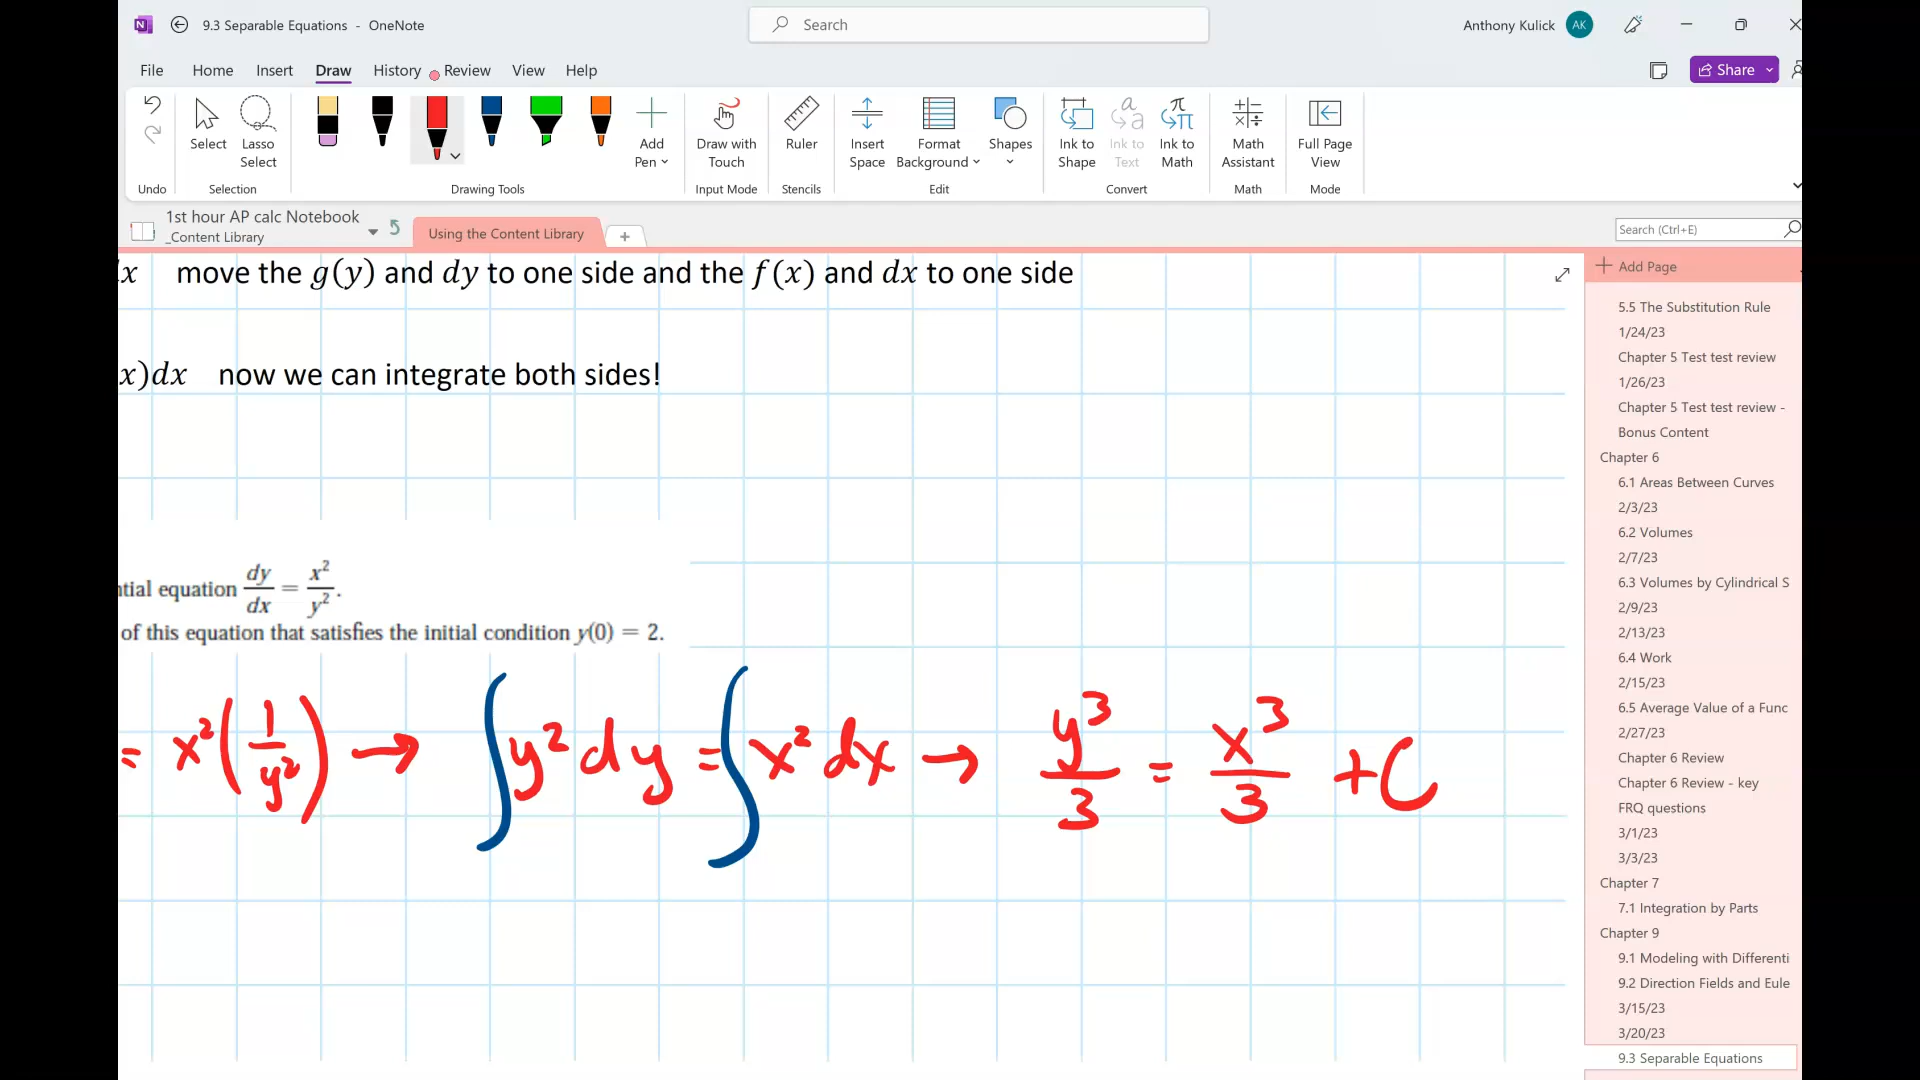 9.3 Separable Equations - OneNote
Search
Anthony Kulick AK
File Home Insert Draw History Review View Help
Share
Undo
Select
Lasso Select
Selection
Drawing Tools
Add Pen
Draw with Touch
Input Mode
Ruler
Stencils
Insert Space
Format Background
Shapes
Edit
Ink to Shape
Ink to Text
Ink to Math
Convert
Math Assistant
Math
Full Page View
Mode
1st hour AP calc Notebook
_Content Library
Using the Content Library
Search (Ctrl+E)
x move the g(y) and dy to one side and the f(x) and dx to one side
x)dx now we can integrate both sides!
ntial equation dy/dx = x²/y².
of this equation that satisfies the initial condition y(0) = 2.
= x²(1/y²) → ∫y²dy = ∫x²dx → y³/3 = x³/3 + C
Add Page
5.5 The Substitution Rule
1/24/23
Chapter 5 Test test review
1/26/23
Chapter 5 Test test review -
Bonus Content
Chapter 6
6.1 Areas Between Curves
2/3/23
6.2 Volumes
2/7/23
6.3 Volumes by Cylindrical S
2/9/23
2/13/23
6.4 Work
2/15/23
6.5 Average Value of a Func
2/27/23
Chapter 6 Review
Chapter 6 Review - key
FRQ questions
3/1/23
3/3/23
Chapter 7
7.1 Integration by Parts
Chapter 9
9.1 Modeling with Differenti
9.2 Direction Fields and Eule
3/15/23
3/20/23
9.3 Separable Equations